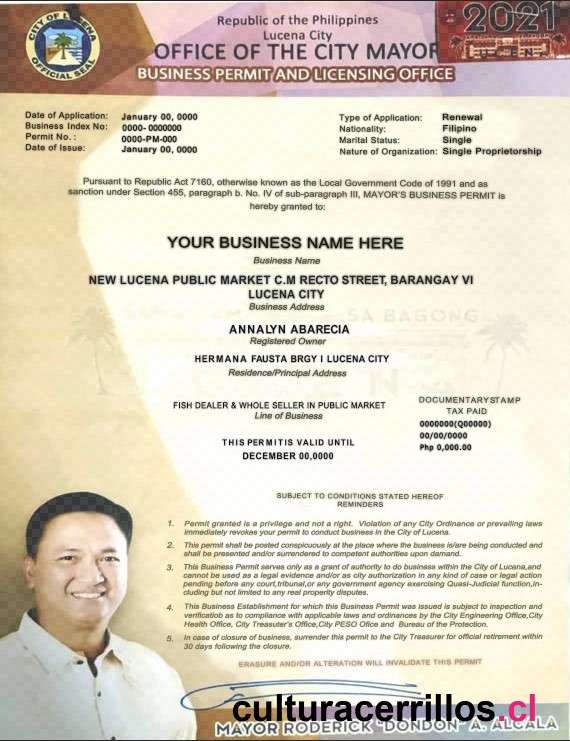 CITY OF LUCENA
OFFICIAL SEAL
Republic of the Philippines
Lucena City
OFFICE OF THE CITY MAYOR
BUSINESS PERMIT AND LICENSING OFFICE
2021
Date of Application: January 00, 0000
Business Index No: 0000- 0000000
Permit No. : 0000-PM-000
Date of Issue: January 00, 0000
Type of Application: Renewal
Nationality: Filipino
Marital Status: Single
Nature of Organization: Single Proprietorship
Pursuant to Republic Act 7160, otherwise known as the Local Government Code of 1991 and as
sanction under Section 455, paragraph b. No. IV of sub-paragraph III, MAYOR'S BUSINESS PERMIT is
hereby granted to:
YOUR BUSINESS NAME HERE
Business Name
NEW LUCENA PUBLIC MARKET C.M RECTO STREET, BARANGAY VI
LUCENA CITY
Business Address
SA BAGONG
ANNALYN ABARECIA
Registered Owner
HERMANA FAUSTA BRGY I LUCENA CITY
Residence/Principal Address
FISH DEALER & WHOLE SELLER IN PUBLIC MARKET
Line of Business
DOCUMENTARYSTAMP
TAX PAID
0000000(Q00000)
00/00/0000
Php 0,000.00
THIS PERMIT IS VALID UNTIL
DECEMBER 00,0000
SUBJECT TO CONDITIONS STATED HEREOF
REMINDERS
1. Permit granted is a privilege and not a right. Violation of any City Ordinance or prevailing laws
immediately revokes your permit to conduct business in the City of Lucena.
2. This permit shall be posted conspicuously at the place where the business is/are being conducted and
shall be presented and/or surrendered to competent authorities upon damand.
3. This Business Permit serves only as a grant of authority to do business within the City of Lucena,and
cannot be used as a legal evidence and/or as city authorization in any kind of case or legal action
pending before any court,tribunal,or any government agency exercising Quasi-Judicial function,in-
cluding but not limited to any real property disputes.
4. This Business Establishment for which this Business Permit was issued is subject to inspection and
verificatiob as to compliance with applicable laws and ordinances by the City Engineering Office,City
Health Office, City Treasuter's Office,City PESO Office and Bureau of the Protection.
5. In case of closure of business, surrender this permit to the City Treasurer for official retirement within
30 days following the closure.
ERASURE AND/OR ALTERATION WILL INVALIDATE THIS PERMIT
culturacerrillos.cl
MAYOR RODERICK "DONDON" A. ALCALA